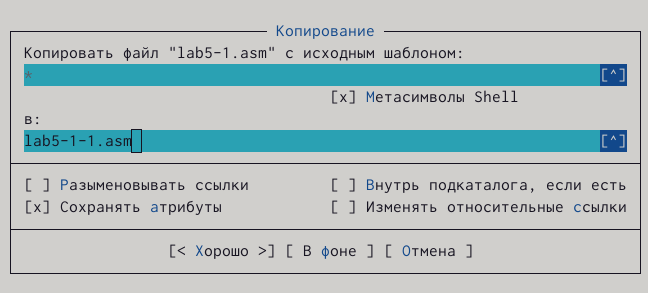 Копирование
Копировать файл "lab5-1.asm" с исходным шаблоном:
* [^]
[x] Метасимволы Shell
в:
lab5-1-1.asm [^]
[ ] Разыменовывать ссылки [ ] Внутрь подкаталога, если есть
[x] Сохранять атрибуты [ ] Изменять относительные ссылки
[< Хорошо >] [ В фоне ] [ Отмена ]